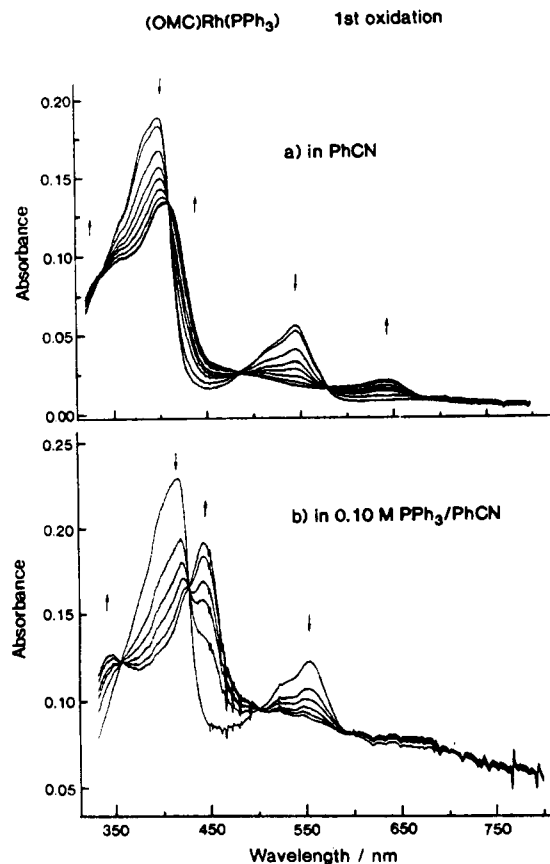 (OMC)Rh(PPh₃) 1st oxidation
a) in PhCN
Absorbance
0.20
0.15
0.10
0.05
0.00
b) in 0.10 M PPh₃/PhCN
Absorbance
0.25
0.20
0.15
0.10
0.05
350 450 550 650 750
Wavelength / nm